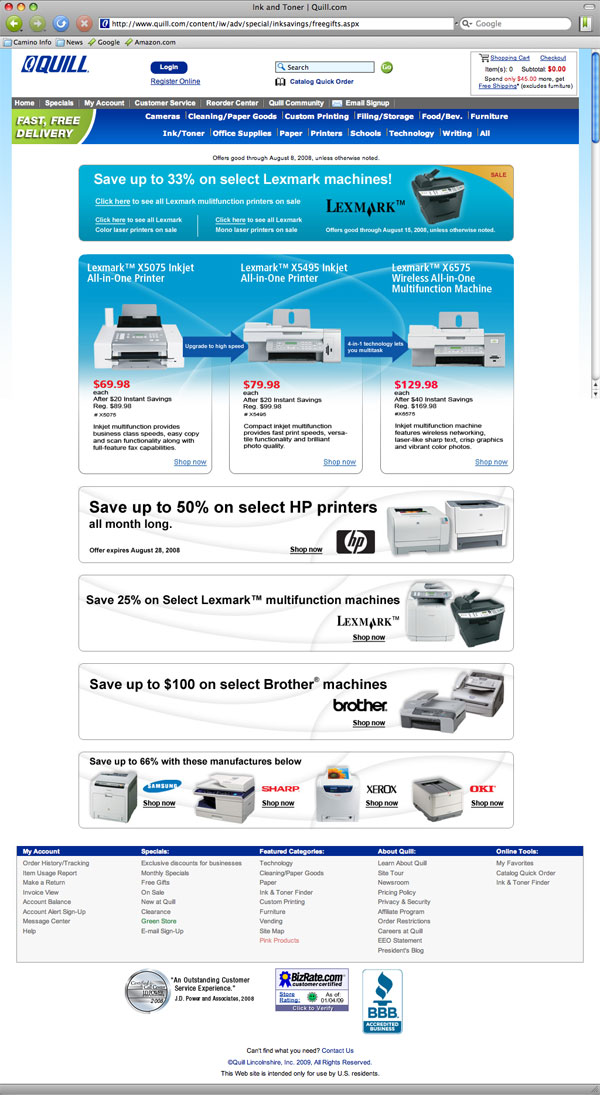 Ink and Toner | Quill.com
http://www.quill.com/content/iw/adv/special/inksavings/freegifts.aspx
Google
Camino Info News Google Amazon.com
QUILL
Login
Register Online
Search Go
Catalog Quick Order
Shopping Cart Checkout
Item(s): 0 Subtotal: $0.00
Spend only $45.00 more, get
Free Shipping* (excludes furniture)
Home Specials My Account Customer Service Reorder Center Quill Community Email Signup
FAST, FREE
DELIVERY
Cameras Cleaning/Paper Goods Custom Printing Filing/Storage Food/Bev. Furniture
Ink/Toner Office Supplies Paper Printers Schools Technology Writing All
Offers good through August 8, 2008, unless otherwise noted.
Save up to 33% on select Lexmark machines!
SALE
Click here to see all Lexmark mulitfunction printers on sale
LEXMARK™
Click here to see all Lexmark
Color laser printers on sale
Click here to see all Lexmark
Mono laser printers on sale
Offers good through August 15, 2008, unless otherwise noted.
Lexmark™ X5075 Inkjet
All-in-One Printer
Upgrade to high speed
$69.98
each
After $20 Instant Savings
Reg. $89.98
# X5075
Inkjet multifunction provides
business class speeds, easy copy
and scan functionality along with
full-feature fax capabilities.
Shop now
Lexmark™ X5495 Inkjet
All-in-One Printer
4-in-1 technology lets
you multitask
$79.98
each
After $20 Instant Savings
Reg. $99.98
# X5495
Compact inkjet multifunction
provides fast print speeds, versa-
tile functionality and brilliant
photo quality.
Shop now
Lexmark™ X6575
Wireless All-in-One
Multifunction Machine
$129.98
each
After $40 Instant Savings
Reg. $169.98
#X6575
Inkjet multifunction machine
features wireless networking,
laser-like sharp text, crisp graphics
and vibrant color photos.
Shop now
Save up to 50% on select HP printers
all month long.
Offer expires August 28, 2008
Shop now
hp
Save 25% on Select Lexmark™ multifunction machines
LEXMARK™
Shop now
Save up to $100 on select Brother® machines
brother.
Shop now
Save up to 66% with these manufactures below
SAMSUNG SHARP XEROX OKI
Shop now Shop now Shop now Shop now
My Account
Order History/Tracking
Item Usage Report
Make a Return
Invoice View
Account Balance
Account Alert Sign-Up
Message Center
Help
Specials:
Exclusive discounts for businesses
Monthly Specials
Free Gifts
On Sale
New at Quill
Clearance
Green Store
E-mail Sign-Up
Featured Categories:
Technology
Cleaning/Paper Goods
Paper
Ink & Toner Finder
Custom Printing
Furniture
Vending
Site Map
Pink Products
About Quill:
Learn About Quill
Site Tour
Newsroom
Pricing Policy
Privacy & Security
Affiliate Program
Order Restrictions
Careers at Quill
EEO Statement
President's Blog
Online Tools:
My Favorites
Catalog Quick Order
Ink & Toner Finder
Certified Call Center
J.D. POWER
2008
"An Outstanding Customer
Service Experience."
J.D. Power and Associates, 2008
BizRate.com
customer certified
Store
Rating:
As of:
01/04/09
Click to Verify
BBB
ACCREDITED
BUSINESS
Can't find what you need? Contact Us
©Quill Lincolnshire, Inc. 2009, All Rights Reserved.
This Web site is intended only for use by U.S. residents.